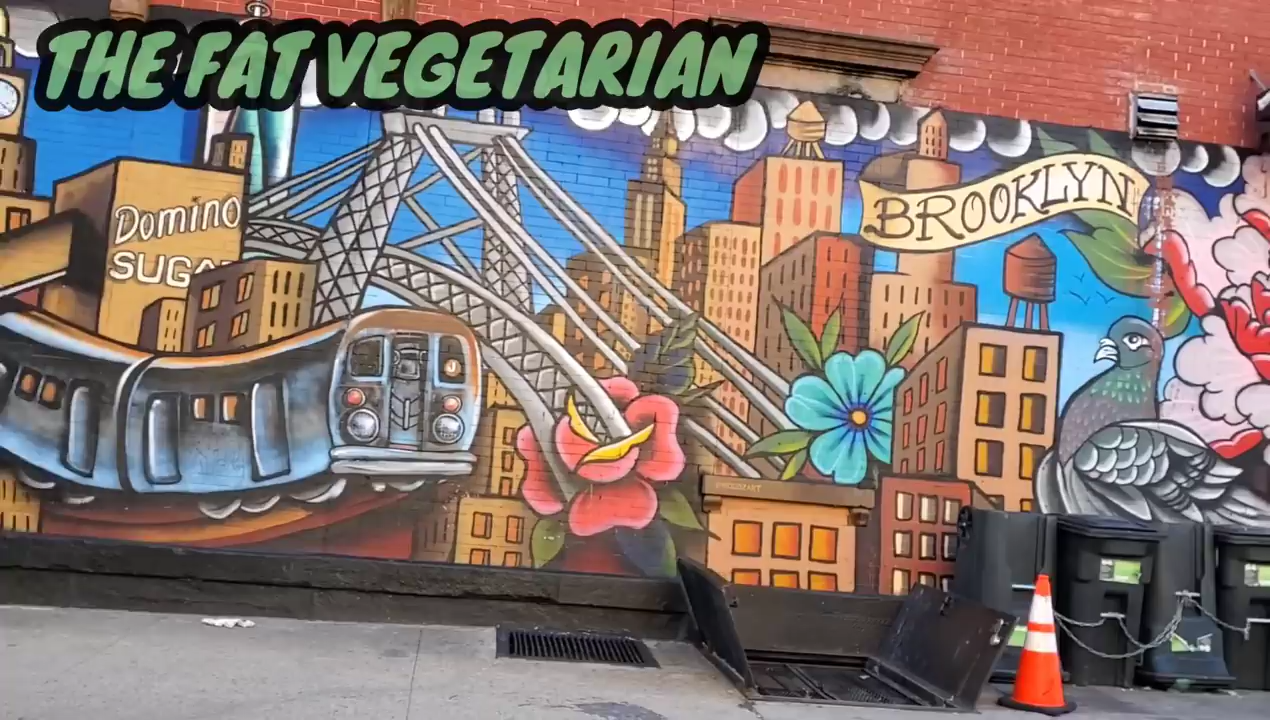 THE FAT VEGETARIAN
Domino
SUGA
BROOKLYN
J